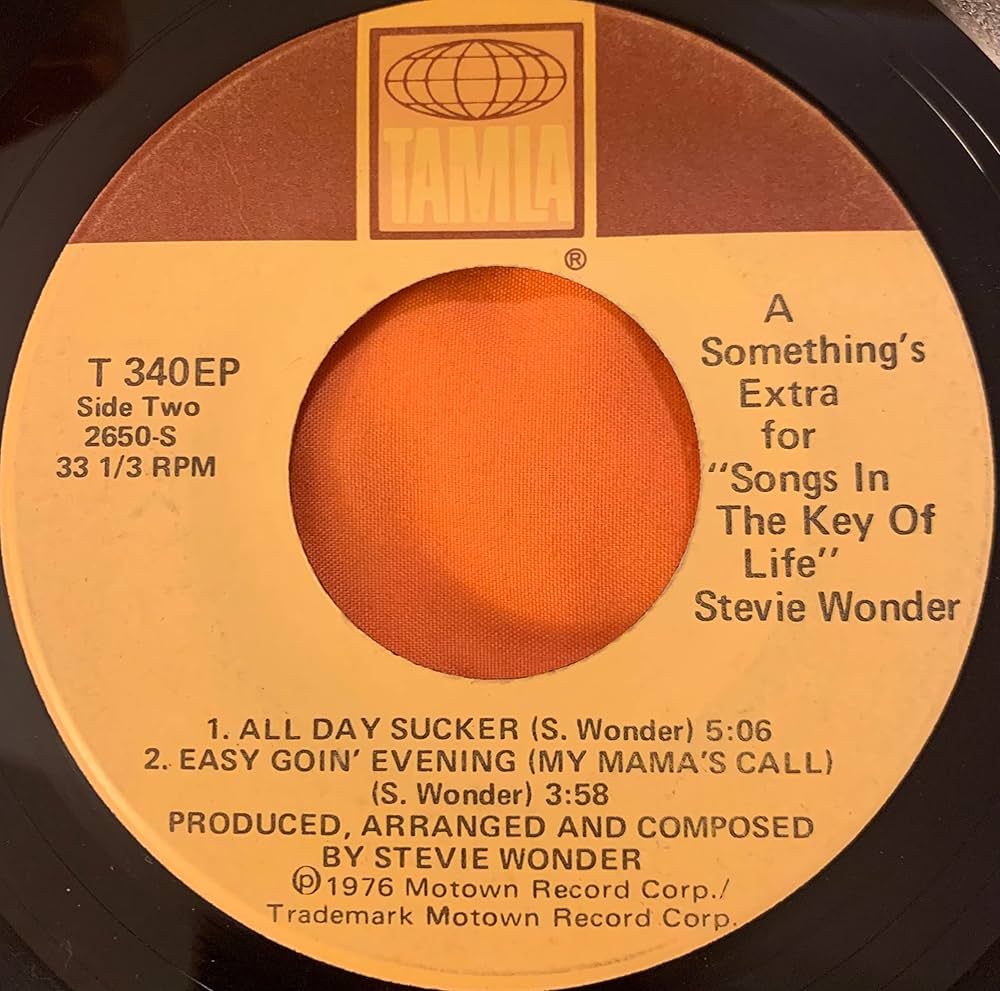 TAMLA
®
T 340EP
Side Two
2650-S
33 1/3 RPM
A
Something's
Extra
for
"Songs In
The Key Of
Life"
Stevie Wonder
1. ALL DAY SUCKER (S. Wonder) 5:06
2. EASY GOIN' EVENING (MY MAMA'S CALL)
(S. Wonder) 3:58
PRODUCED, ARRANGED AND COMPOSED
BY STEVIE WONDER
℗1976 Motown Record Corp./
Trademark Motown Record Corp.